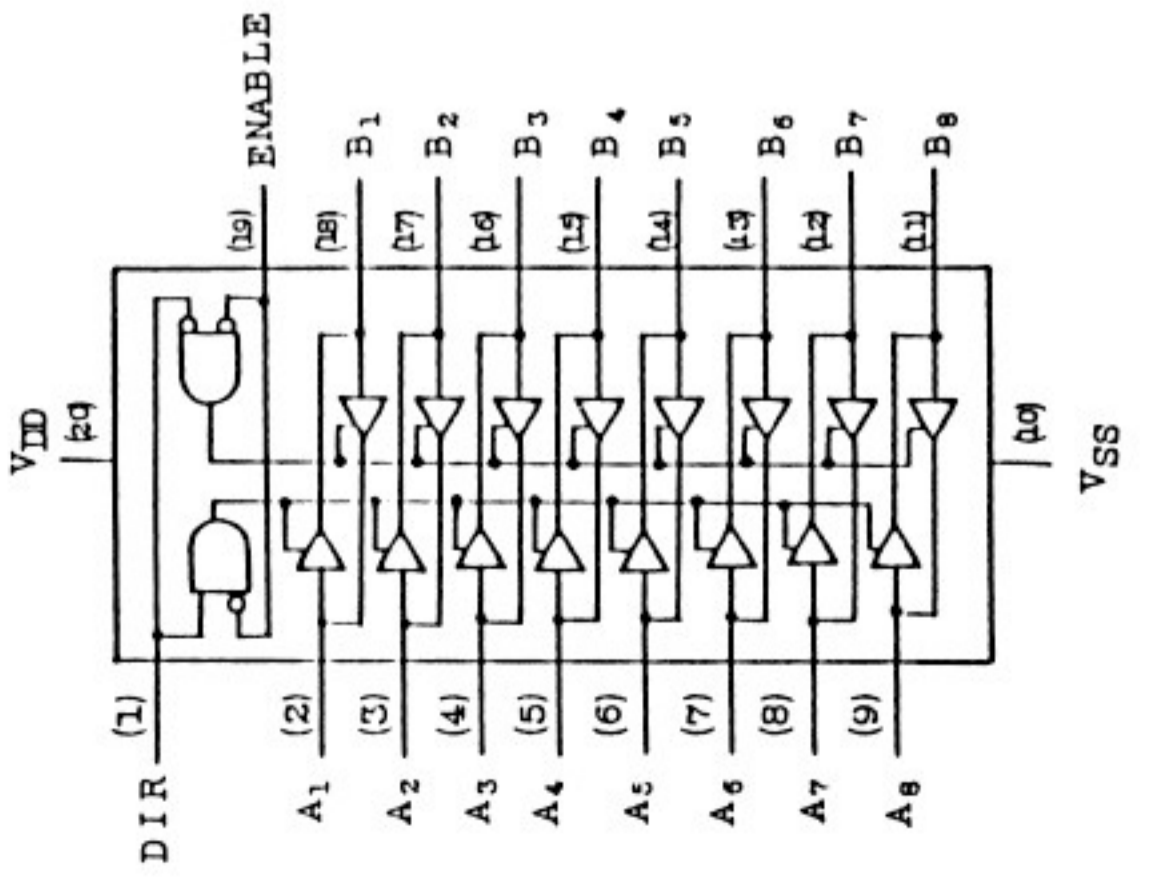 V_DD
(20)
DIR (1)
(19) ENABLE
A₁ (2) (18) B₁
A₂ (3) (17) B₂
A₃ (4) (16) B₃
A₄ (5) (15) B₄
A₅ (6) (14) B₅
A₆ (7) (13) B₆
A₇ (8) (12) B₇
A₈ (9) (11) B₈
(10)
V_SS